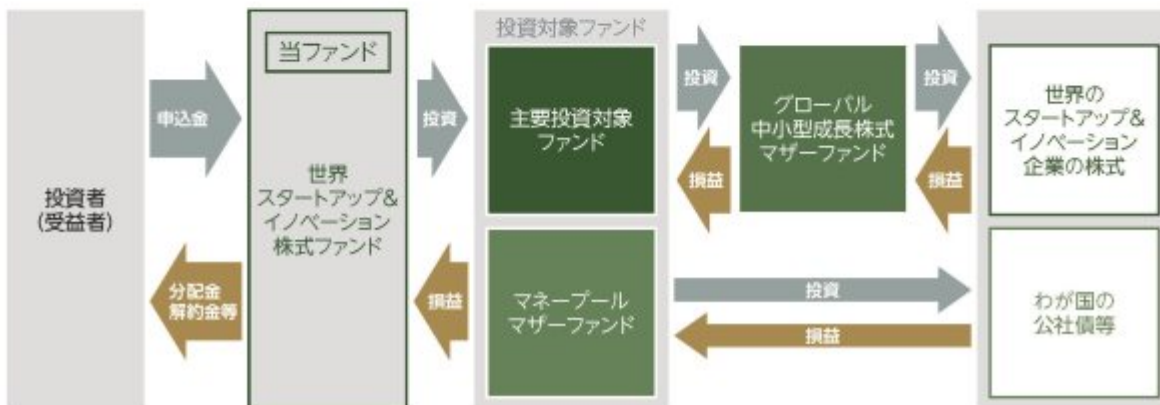 投資者
(受益者)
申込金
分配金
解約金等
当ファンド
世界
スタートアップ&
イノベーション
株式ファンド
投資
損益
投資対象ファンド
主要投資対象
ファンド
マネープール
マザーファンド
投資
損益
グローバル
中小型成長株式
マザーファンド
投資
損益
投資
損益
世界の
スタートアップ&
イノベーション
企業の株式
わが国の
公社債等